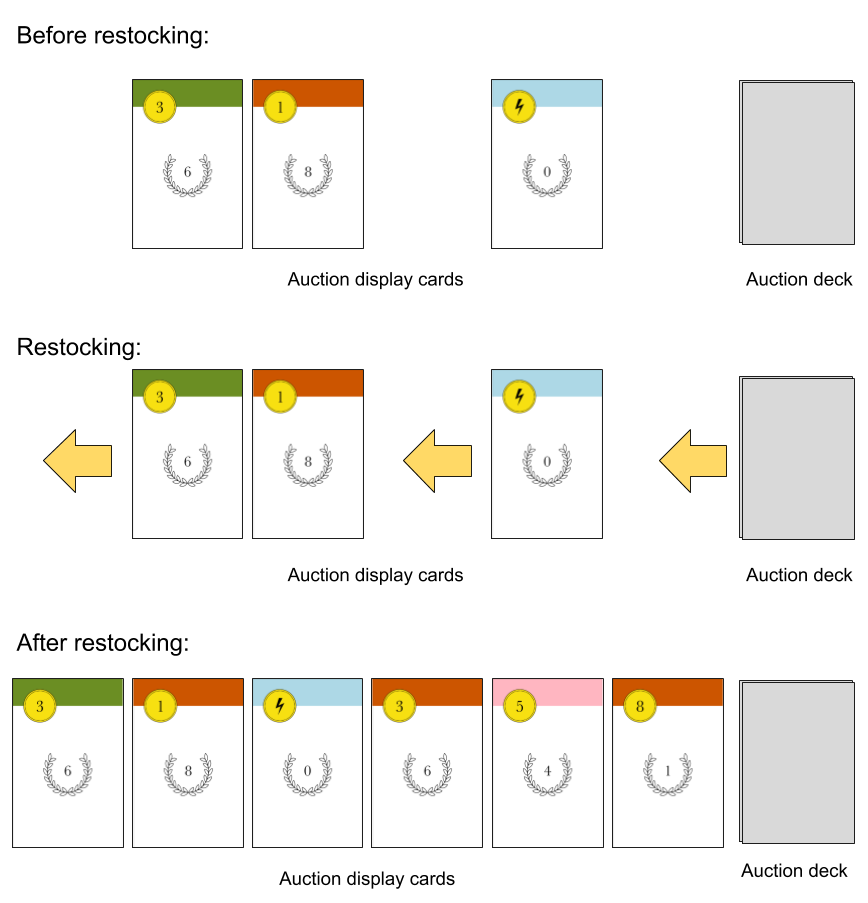 Before restocking:
3 1
6 8 0
Auction display cards Auction deck
Restocking:
3 1
6 8 0
Auction display cards Auction deck
After restocking:
3 1 3 5 8
6 8 0 6 4 1
Auction deck
Auction display cards